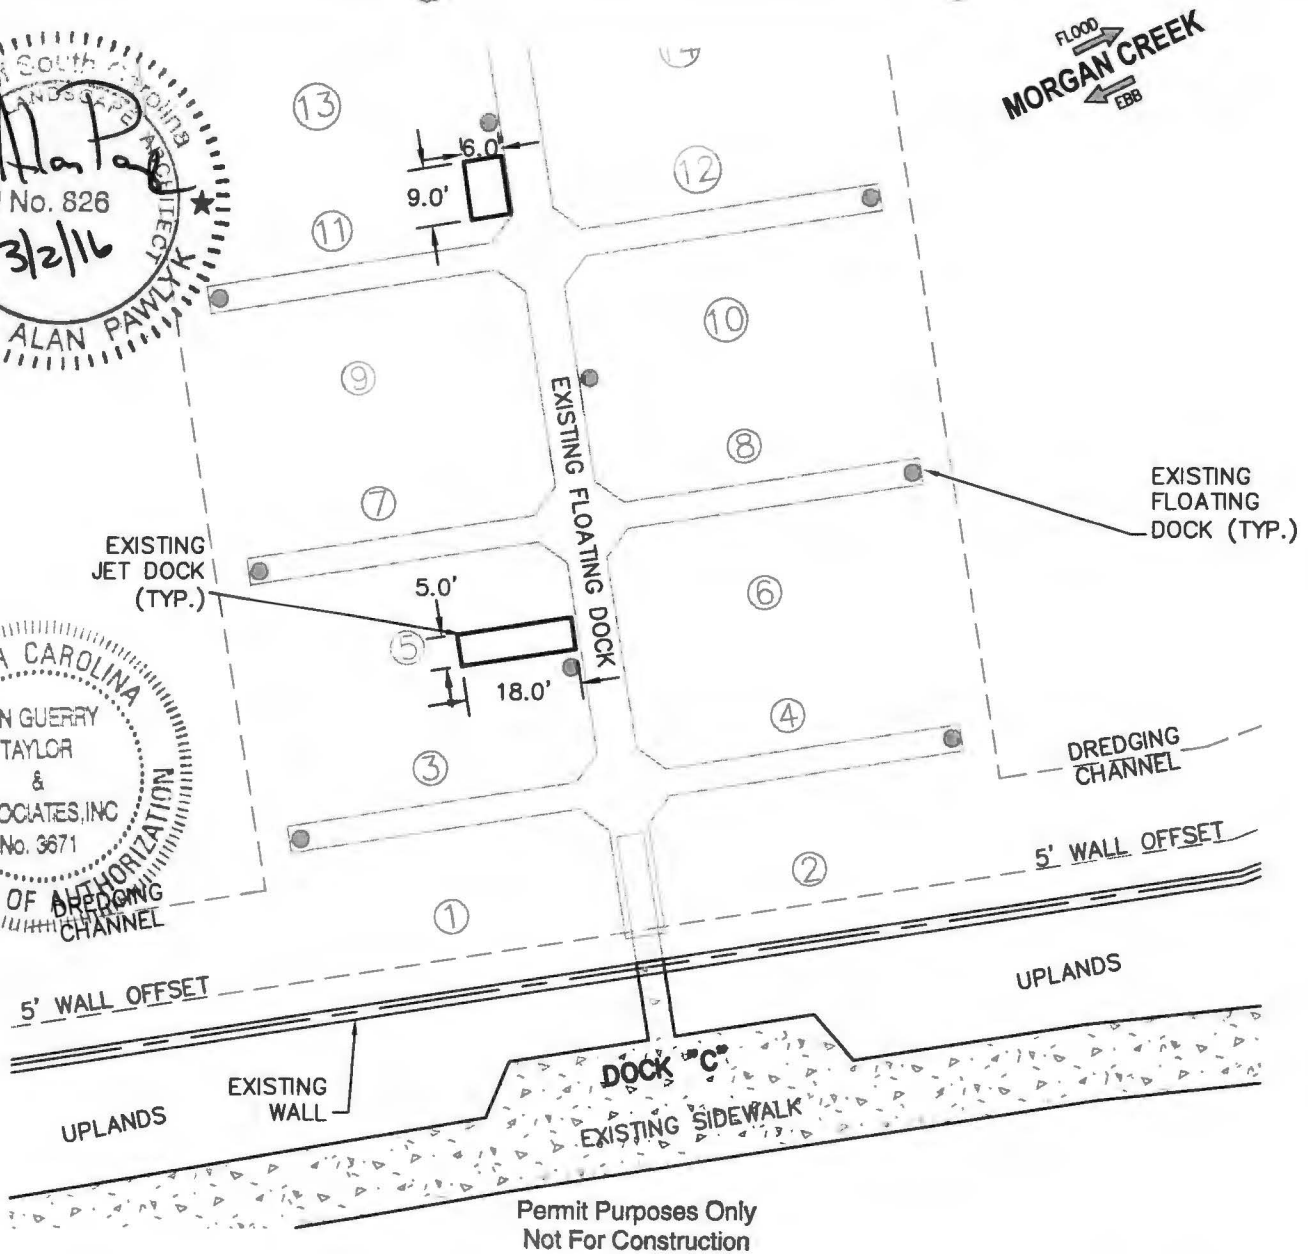 South Carolina
LANDSCAPE ARCHITECT
No. 826
3/2/16
ALAN PAWLYK
FLOOD
MORGAN CREEK
EBB
14
13
6.0'
9.0'
12
11
10
9
EXISTING FLOATING DOCK
8
7
EXISTING
FLOATING
DOCK (TYP.)
EXISTING
JET DOCK
(TYP.)
5.0'
6
5
18.0'
4
3
DREDGING
CHANNEL
CAROLINA
GUERRY
TAYLOR
&
INC
No. 3671
OF AUTHORIZATION
DREDGING
CHANNEL
5' WALL OFFSET
2
1
5' WALL OFFSET
UPLANDS
EXISTING
WALL
UPLANDS
DOCK "C"
EXISTING SIDEWALK
Permit Purposes Only
Not For Construction